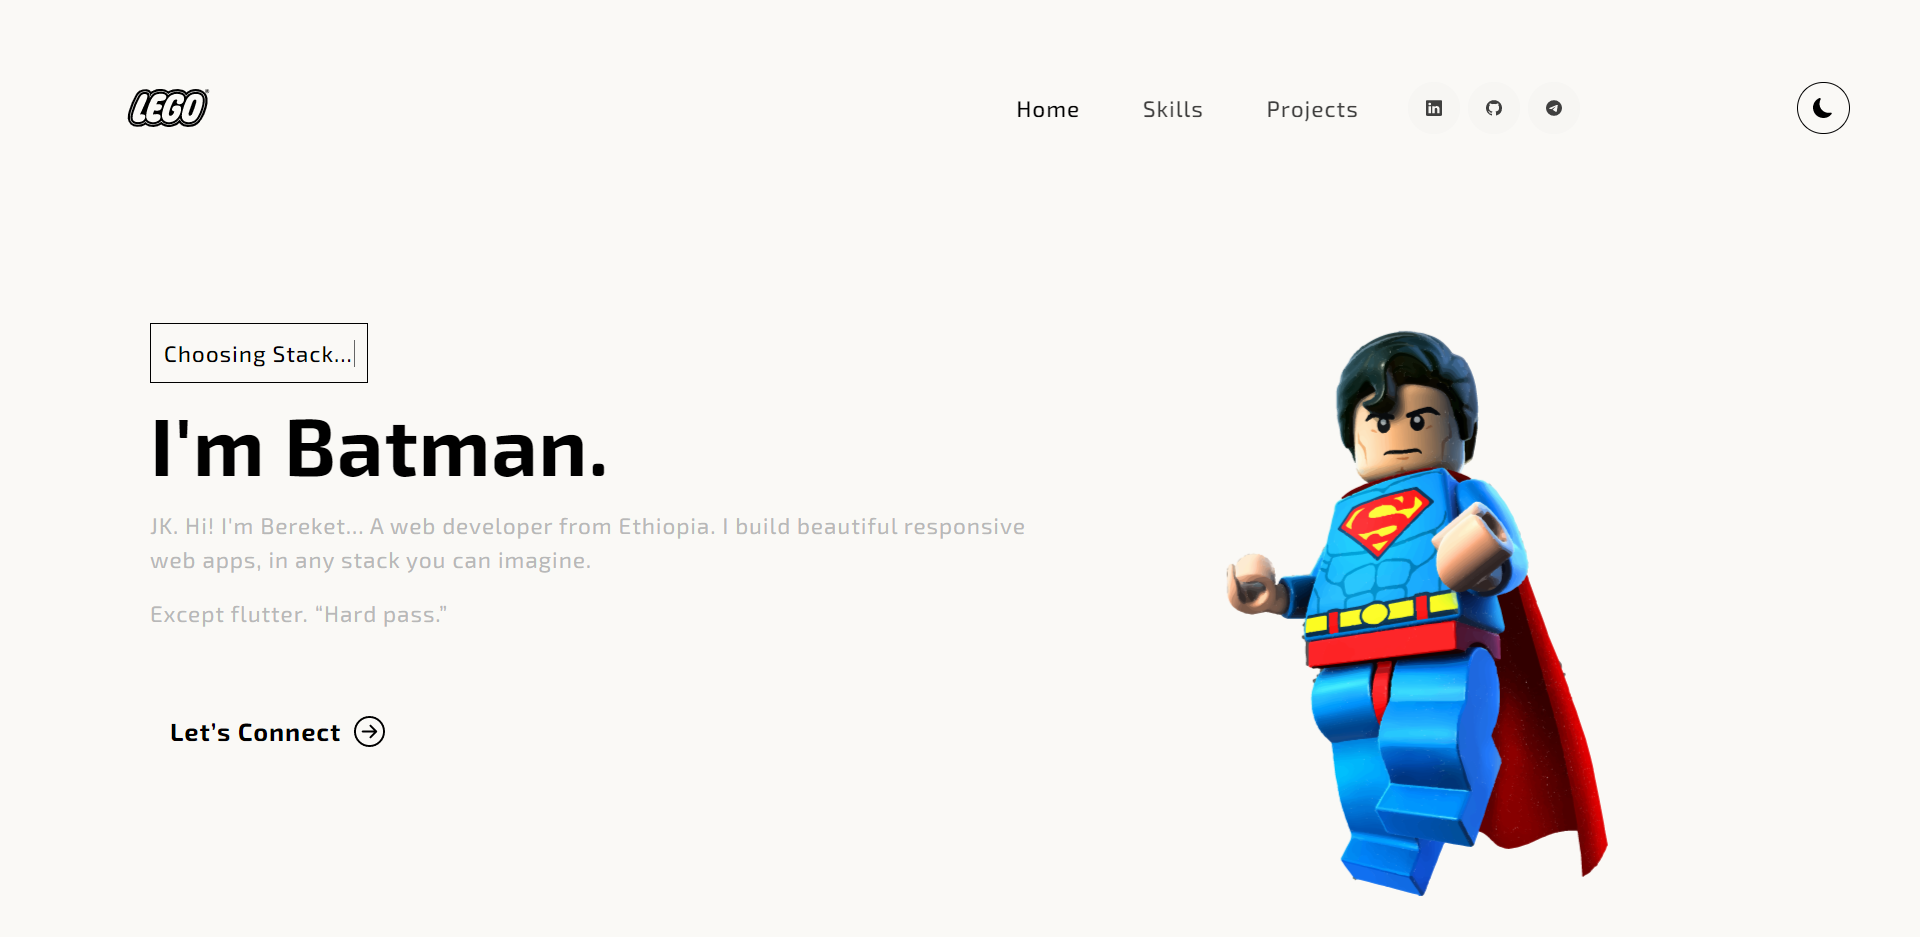 LEGO
Home
Skills
Projects
in
Choosing Stack...
I'm Batman.
JK. Hi! I'm Bereket... A web developer from Ethiopia. I build beautiful responsive
web apps, in any stack you can imagine.
Except flutter. “Hard pass.”
Let’s Connect
S